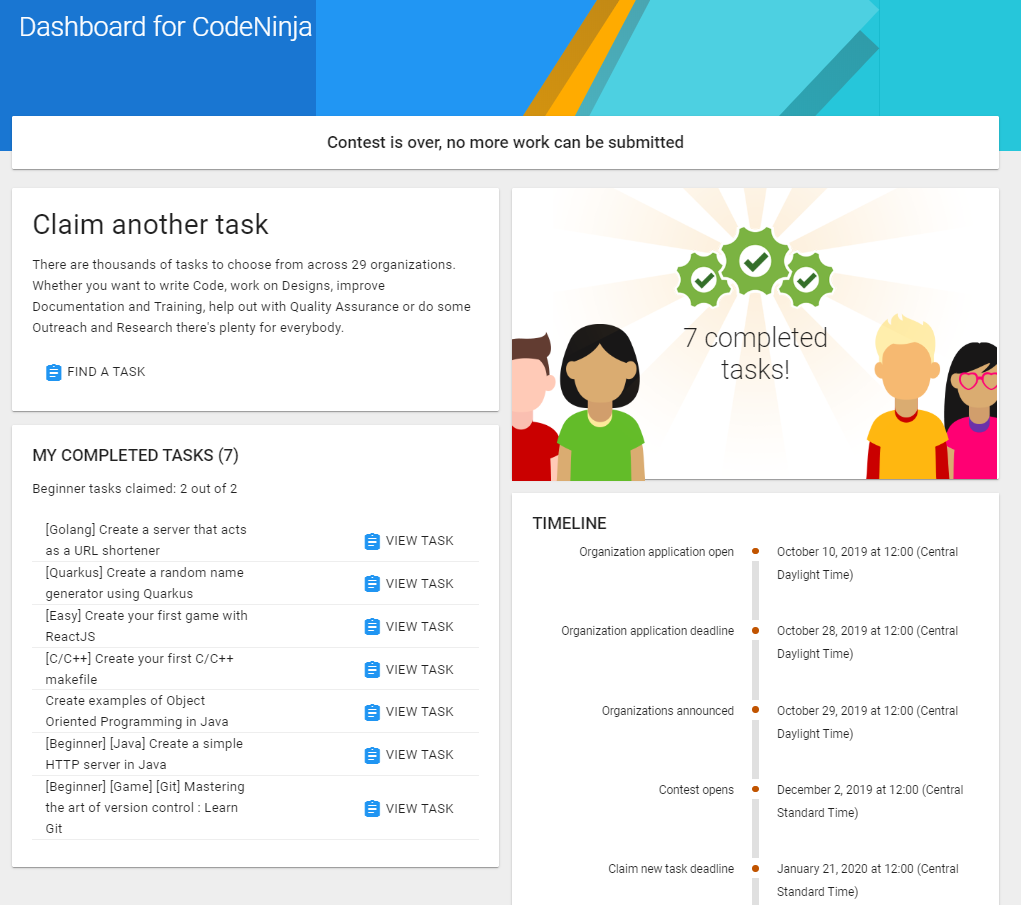 Dashboard for CodeNinja
Contest is over, no more work can be submitted
Claim another task
There are thousands of tasks to choose from across 29 organizations.
Whether you want to write Code, work on Designs, improve
Documentation and Training, help out with Quality Assurance or do some
Outreach and Research there's plenty for everybody.
FIND A TASK
MY COMPLETED TASKS (7)
Beginner tasks claimed: 2 out of 2
[Golang] Create a server that acts
as a URL shortener
VIEW TASK
[Quarkus] Create a random name
generator using Quarkus
VIEW TASK
[Easy] Create your first game with
ReactJS
VIEW TASK
[C/C++] Create your first C/C++
makefile
VIEW TASK
Create examples of Object
Oriented Programming in Java
VIEW TASK
[Beginner] [Java] Create a simple
HTTP server in Java
VIEW TASK
[Beginner] [Game] [Git] Mastering
the art of version control : Learn
Git
VIEW TASK
7 completed
tasks!
TIMELINE
Organization application open
October 10, 2019 at 12:00 (Central
Daylight Time)
Organization application deadline
October 28, 2019 at 12:00 (Central
Daylight Time)
Organizations announced
October 29, 2019 at 12:00 (Central
Daylight Time)
Contest opens
December 2, 2019 at 12:00 (Central
Standard Time)
Claim new task deadline
January 21, 2020 at 12:00 (Central
Standard Time)